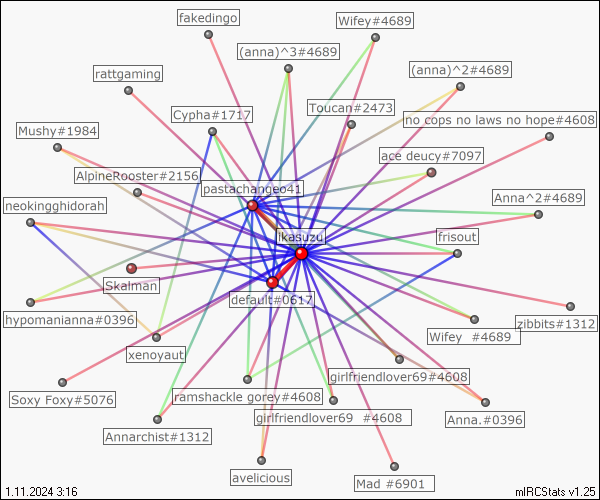 fakedingo
Wifey#4689
(anna)^3#4689
rattgaming
(anna)^2#4689
Cypha#1717
Toucan#2473
no cops no laws no hope#4608
Mushy#1984
ace deucy#7097
AlpineRooster#2156
pastachangeo41
neokingghidorah
Anna^2#4689
ikasuzu
frisout
Skalman
default#0617
hypomanianna#0396
zibbits#1312
Wifey #4689
xenoyaut
girlfriendlover69#4608
Soxy Foxy#5076
ramshackle gorey#4608
girlfriendlover69 #4608
Anna.#0396
Annarchist#1312
avelicious
Mad #6901
1.11.2024 3:16
mIRCStats v1.25